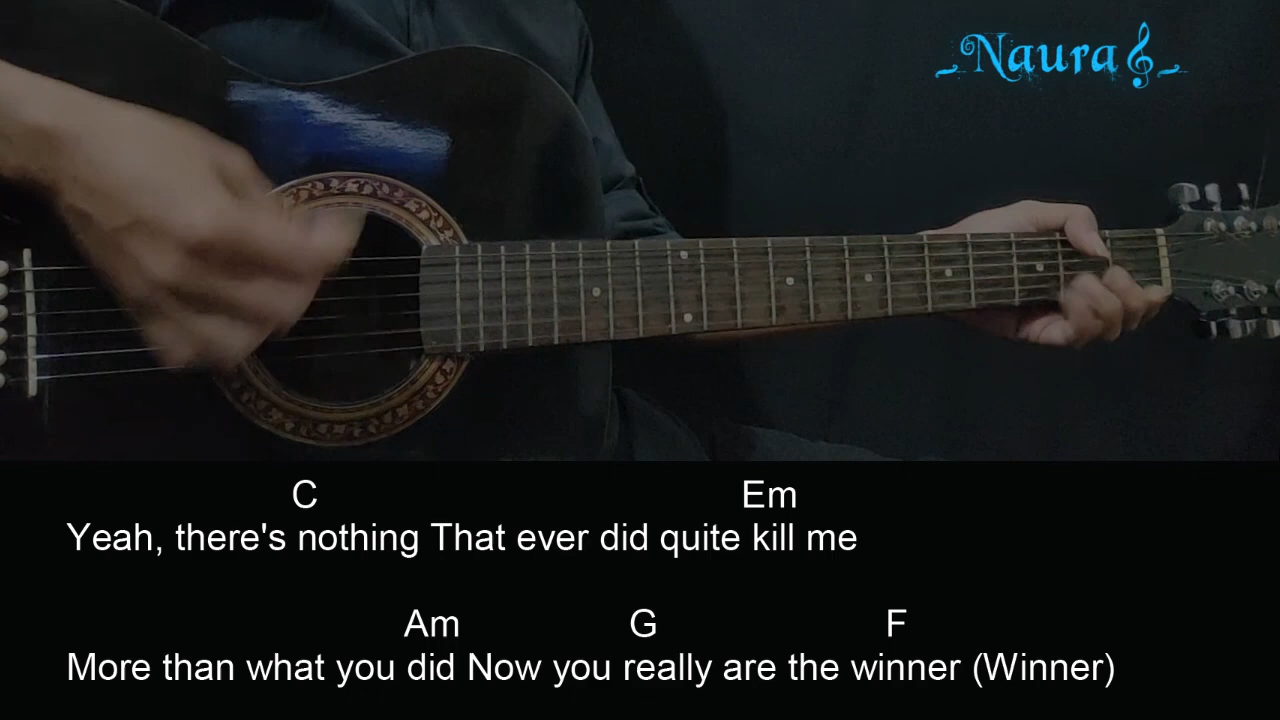 Naura
C Em
Yeah, there's nothing That ever did quite kill me
Am G F
More than what you did Now you really are the winner (Winner)